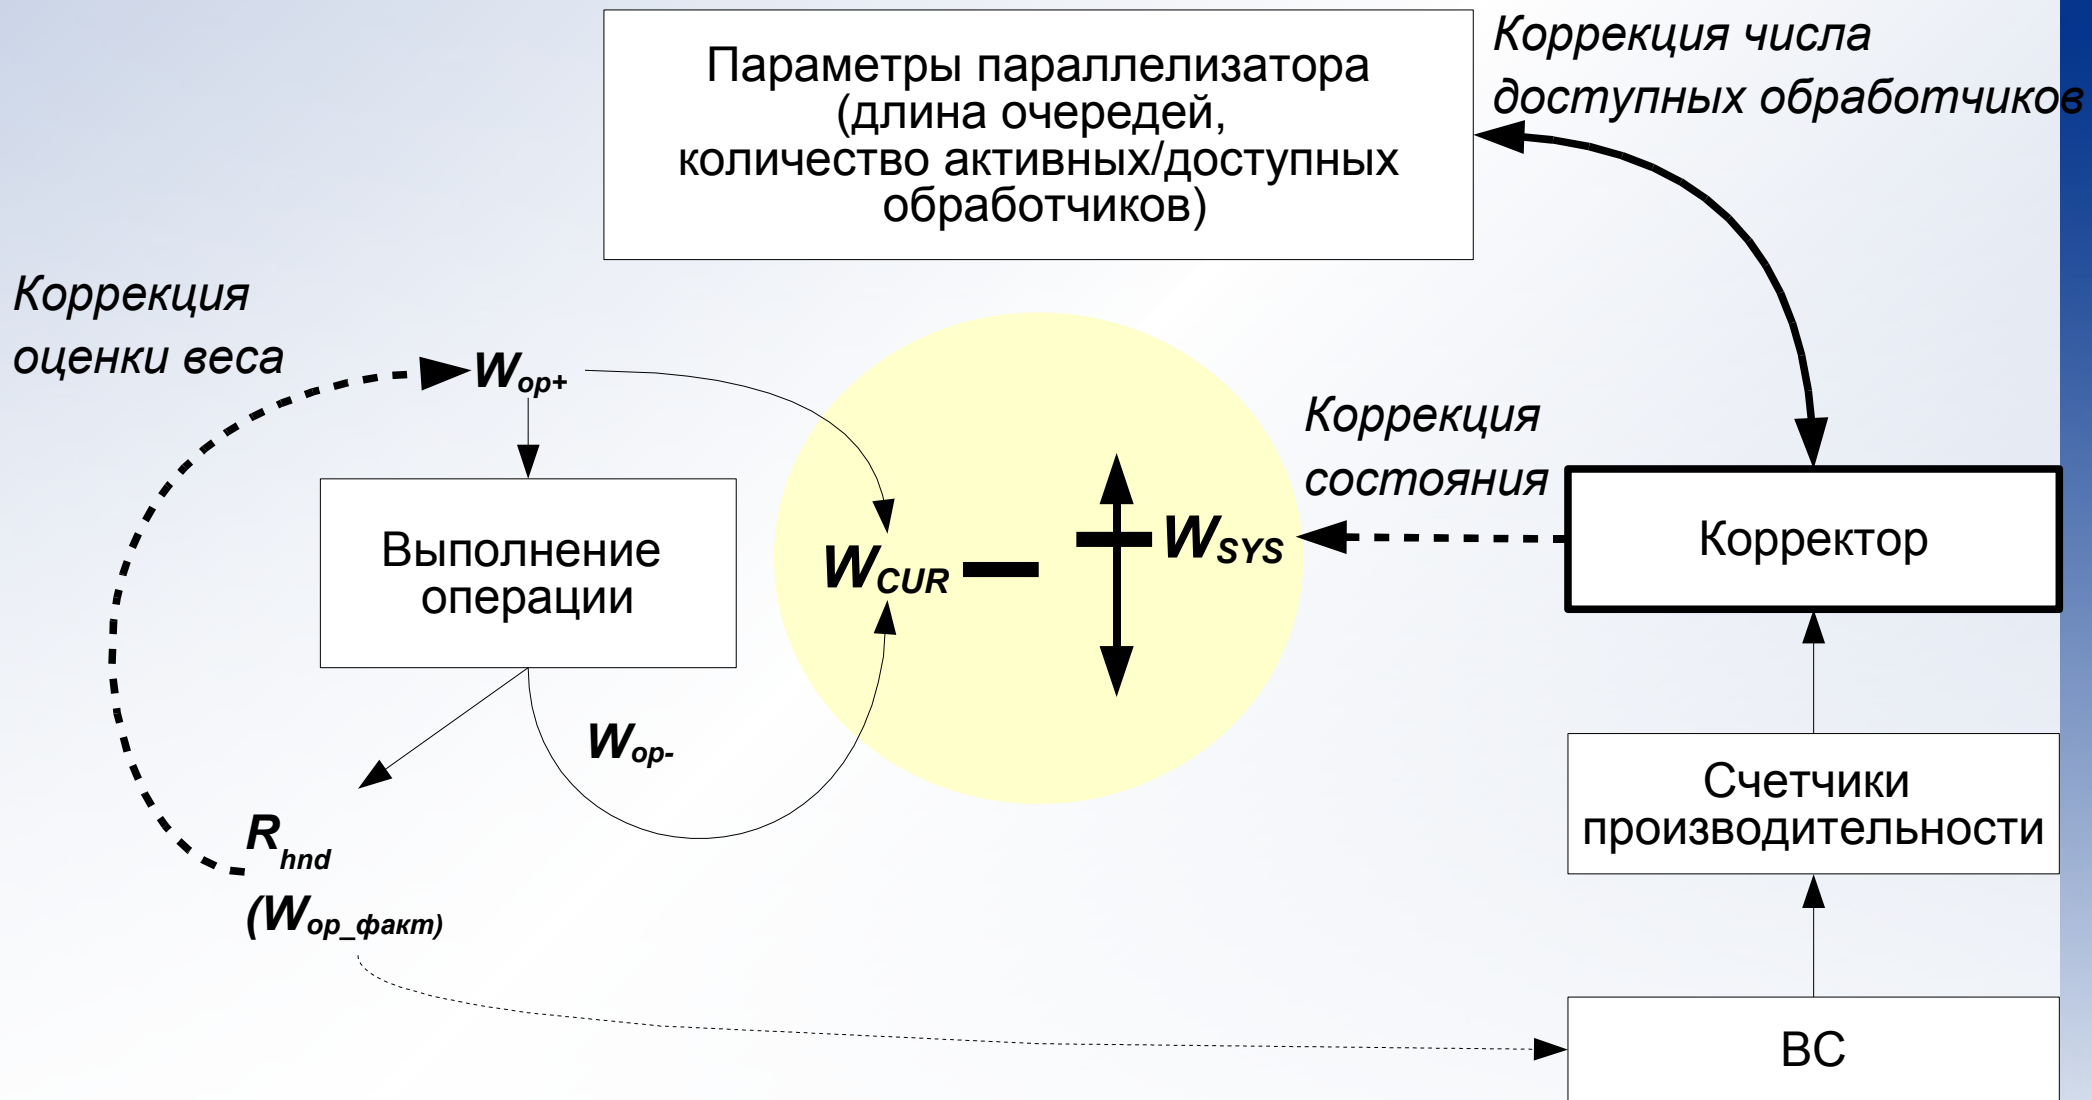 Параметры параллелизатора
(длина очередей,
количество активных/доступных
обработчиков)
Коррекция числа
доступных обработчиков
Коррекция
оценки веса
Wop+
Выполнение
операции
Wop-
Rhnd
(Wop_факт)
WCUR
WSYS
Коррекция
состояния
Корректор
Счетчики
производительности
ВС